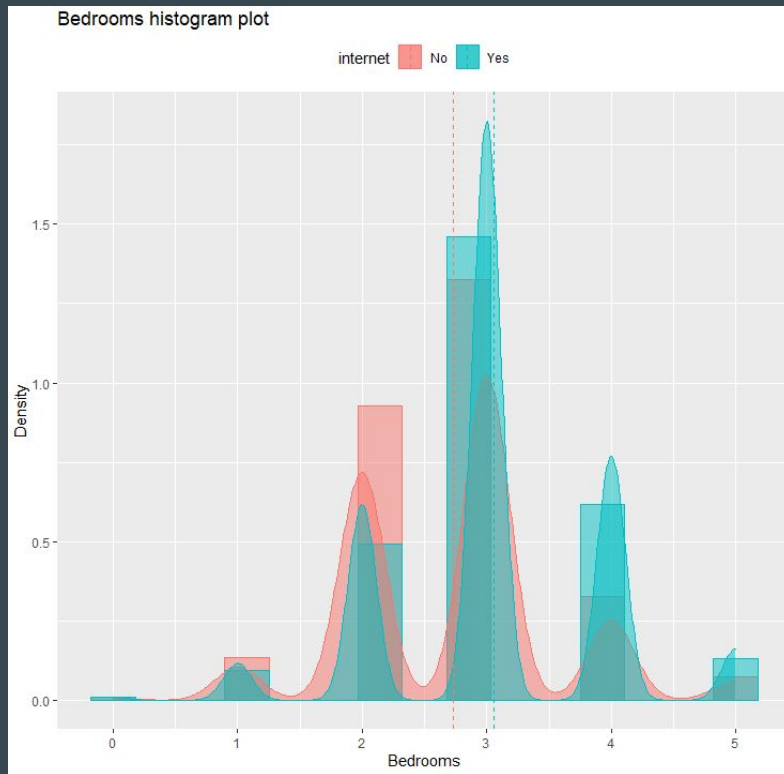 Bedrooms histogram plot
internet No Yes
1.5
1.0
Density
0.5
0.0
0 1 2 3 4 5
Bedrooms